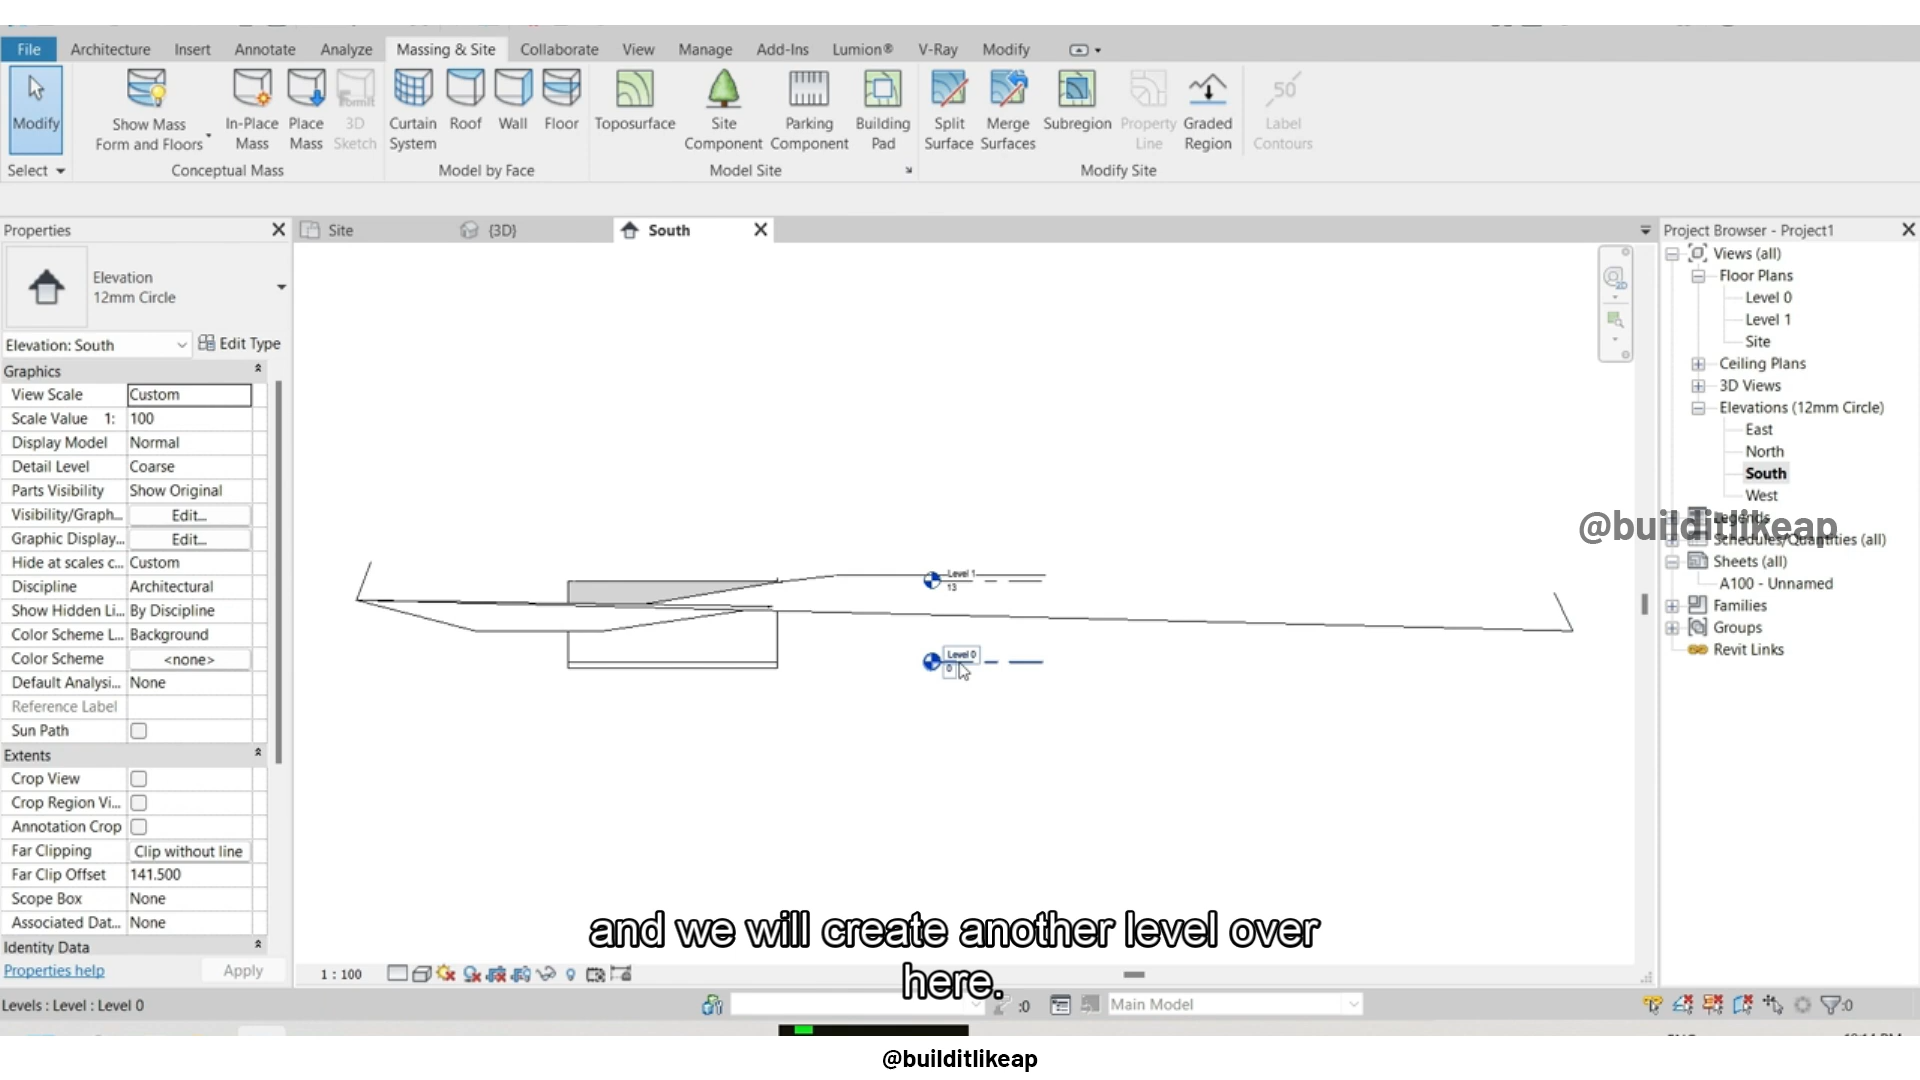 File Architecture Insert Annotate Analyze Massing & Site Collaborate View Manage Add-Ins Lumion® V-Ray Modify
Modify
Show Mass
Form and Floors
In-Place
Mass
Place
Mass
3D
Sketch
Curtain
System
Roof
Wall
Floor
Toposurface
Site
Component
Parking
Component
Building
Pad
Split
Surface
Merge
Surfaces
Subregion
Property
Line
Graded
Region
50
Label
Contours
Select
Conceptual Mass
Model by Face
Model Site
Modify Site
Properties
Site
{3D}
South
Elevation
12mm Circle
Elevation: South
Edit Type
Graphics
View Scale Custom
Scale Value 1: 100
Display Model Normal
Detail Level Coarse
Parts Visibility Show Original
Visibility/Graph... Edit...
Graphic Display... Edit...
Hide at scales c... Custom
Discipline Architectural
Show Hidden Li... By Discipline
Color Scheme L... Background
Color Scheme <none>
Default Analysi... None
Reference Label
Sun Path
Extents
Crop View
Crop Region Vi...
Annotation Crop
Far Clipping Clip without line
Far Clip Offset 141.500
Scope Box None
Associated Dat... None
Identity Data
Properties help
Apply
Level 1
13
Level 0
0
Project Browser - Project1
Views (all)
Floor Plans
Level 0
Level 1
Site
Ceiling Plans
3D Views
Elevations (12mm Circle)
East
North
South
West
Legends
@builditlikeap
Schedules/Quantities (all)
Sheets (all)
A100 - Unnamed
Families
Groups
Revit Links
and we will create another level over
here.
1 : 100
Levels : Level : Level 0
:0
Main Model
:0
@builditlikeap